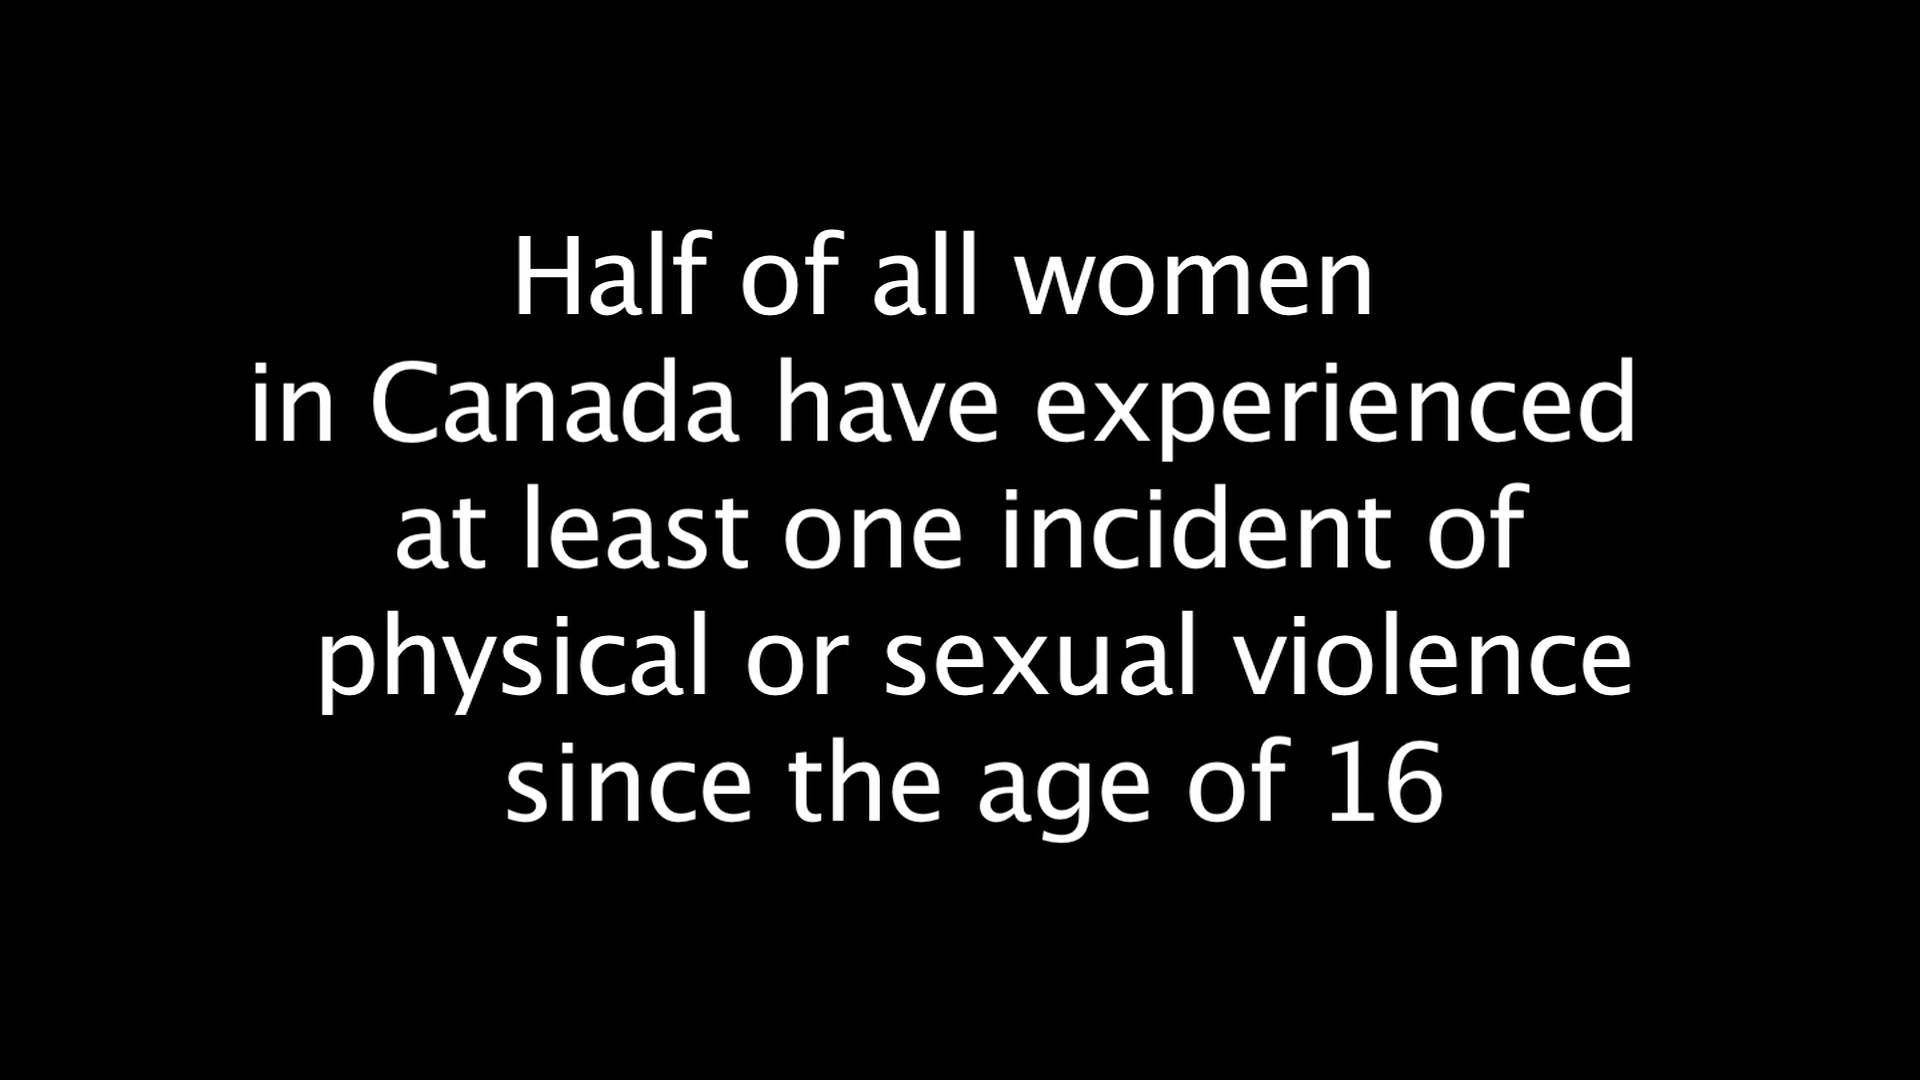 Half of all women
in Canada have experienced
at least one incident of
physical or sexual violence
since the age of 16